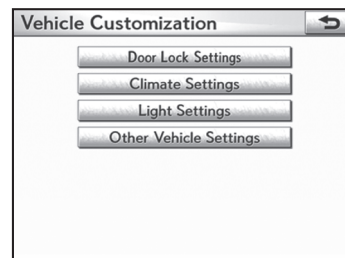 Vehicle Customization
Door Lock Settings
Climate Settings
Light Settings
Other Vehicle Settings